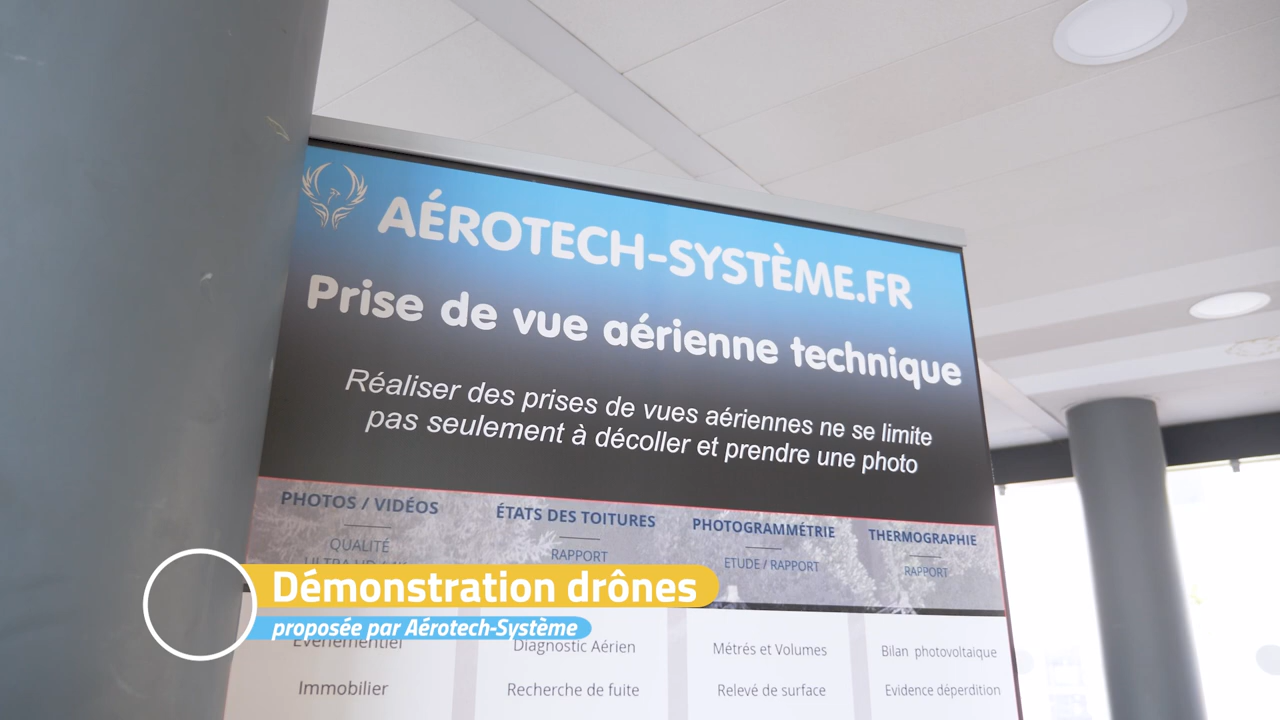 AÉROTECH-SYSTÈME.FR
Prise de vue aérienne technique
Réaliser des prises de vues aériennes ne se limite
pas seulement à décoller et prendre une photo
PHOTOS / VIDÉOS
QUALITÉ
ÉTATS DES TOITURES
RAPPORT
PHOTOGRAMMÉTRIE
ETUDE / RAPPORT
THERMOGRAPHIE
RAPPORT
Démonstration drônes
proposée par Aérotech-Système
Evénementiel
Immobilier
Diagnostic Aérien
Recherche de fuite
Métrés et Volumes
Relevé de surface
Bilan photovoltaique
Evidence déperdition